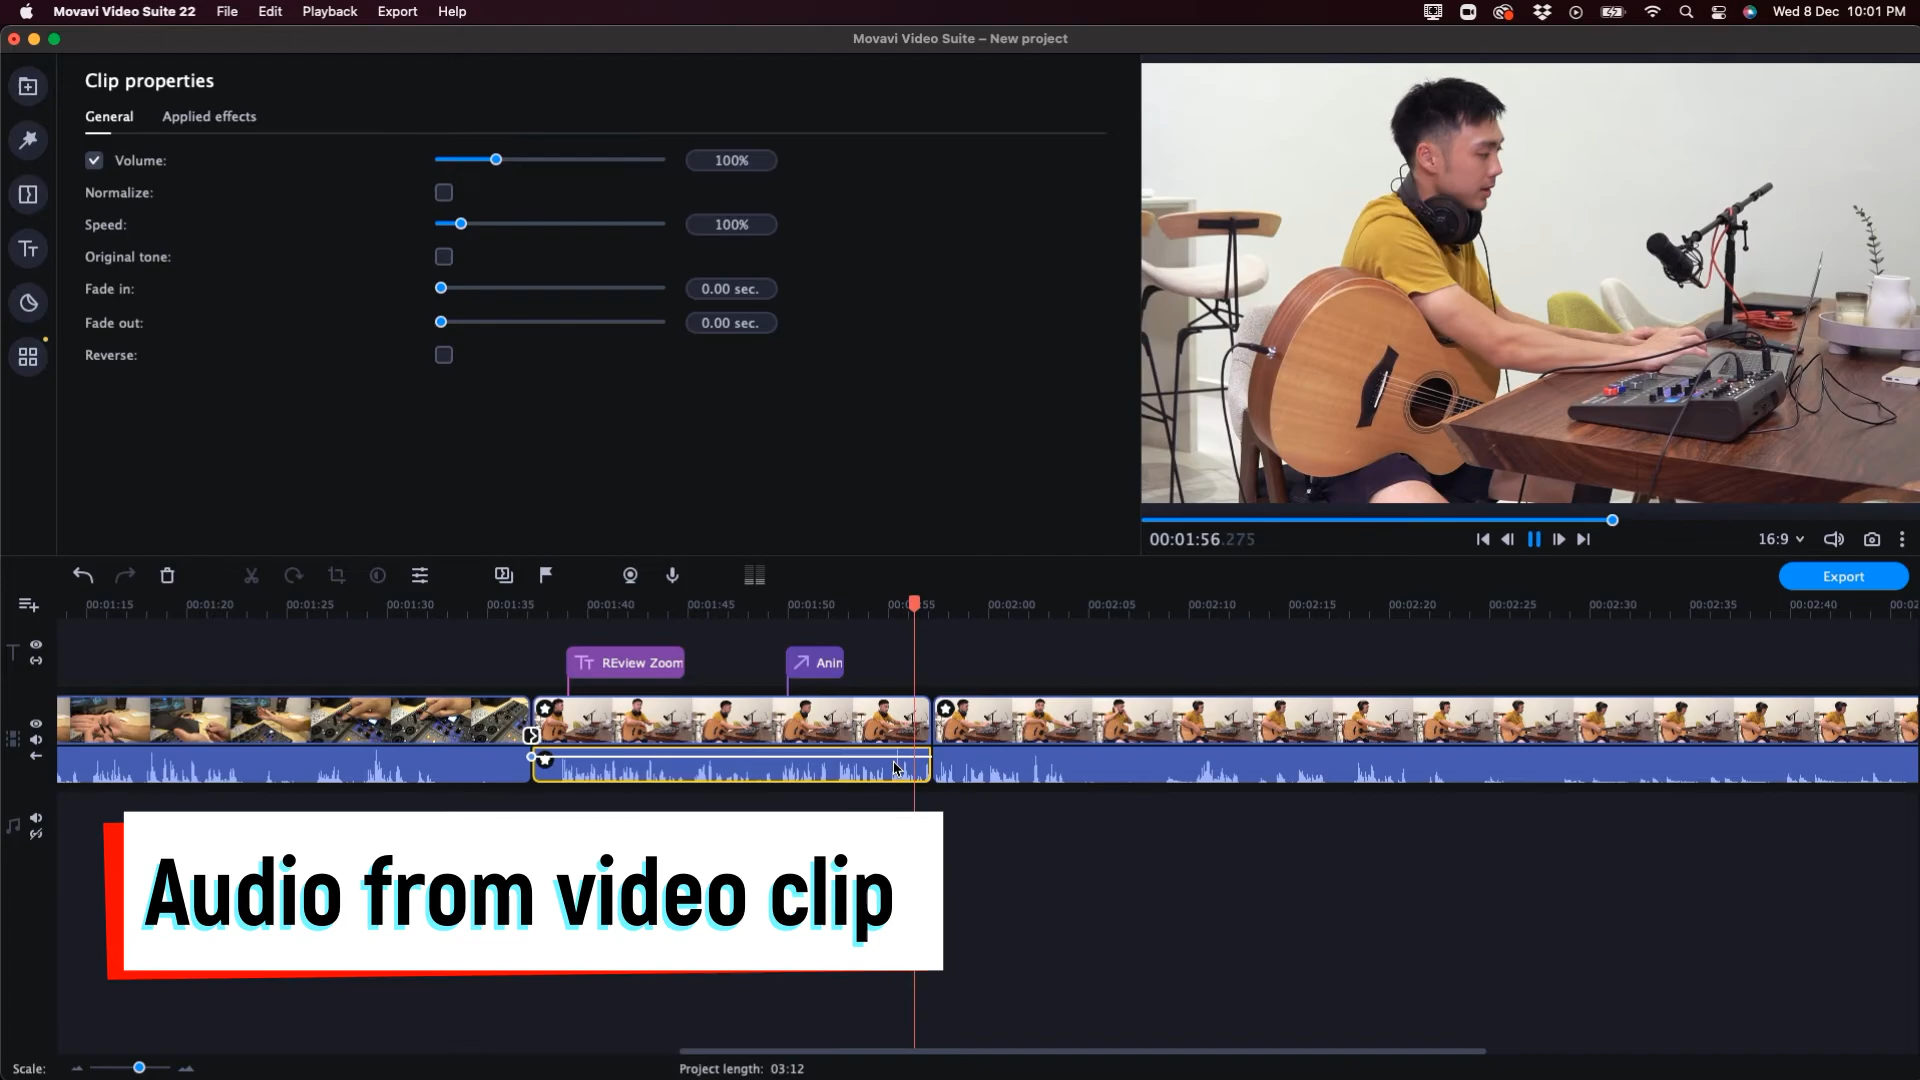 Movavi Video Suite 22 File Edit Playback Export Help Wed 8 Dec 10:01 PM
Movavi Video Suite – New project
Clip properties
General Applied effects
Volume: 100%
Normalize:
Speed: 100%
Original tone:
Fade in: 0.00 sec.
Fade out: 0.00 sec.
Reverse:
00:01:56.275 16:9
Export
00:01:15 00:01:20 00:01:25 00:01:30 00:01:35 00:01:40 00:01:45 00:01:50 00:02:00 00:02:05 00:02:10 00:02:15 00:02:20 00:02:25 00:02:30 00:02:35 00:02:40
REview Zoom Anin
Audio from video clip
Scale: Project length: 03:12